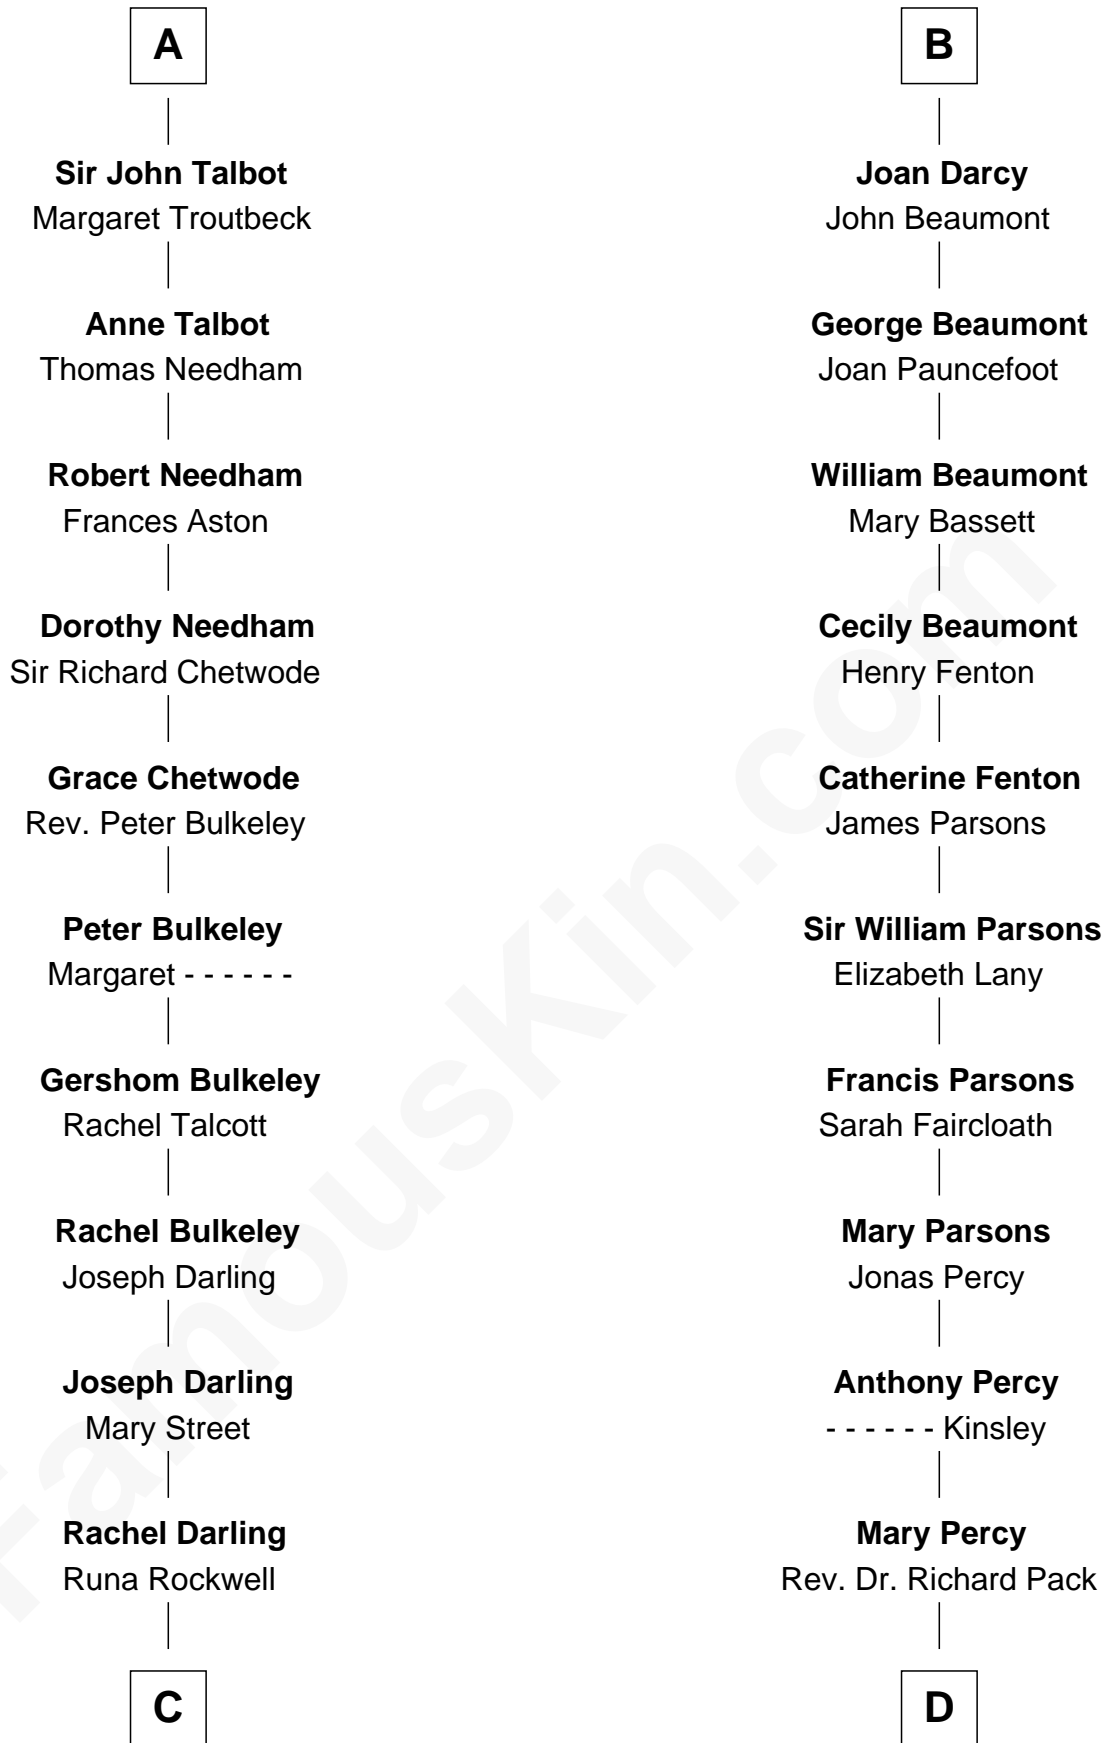 A
Sir John Talbot
Margaret Troutbeck
Anne Talbot
Thomas Needham
Robert Needham
Frances Aston
Dorothy Needham
Sir Richard Chetwode
Grace Chetwode
Rev. Peter Bulkeley
Peter Bulkeley
Margaret - - - - - -
Gershom Bulkeley
Rachel Talcott
Rachel Bulkeley
Joseph Darling
Joseph Darling
Mary Street
Rachel Darling
Runa Rockwell
C
B
Joan Darcy
John Beaumont
George Beaumont
Joan Pauncefoot
William Beaumont
Mary Bassett
Cecily Beaumont
Henry Fenton
Catherine Fenton
James Parsons
Sir William Parsons
Elizabeth Lany
Francis Parsons
Sarah Faircloath
Mary Parsons
Jonas Percy
Anthony Percy
- - - - - - Kinsley
Mary Percy
Rev. Dr. Richard Pack
D
FamousKin.com